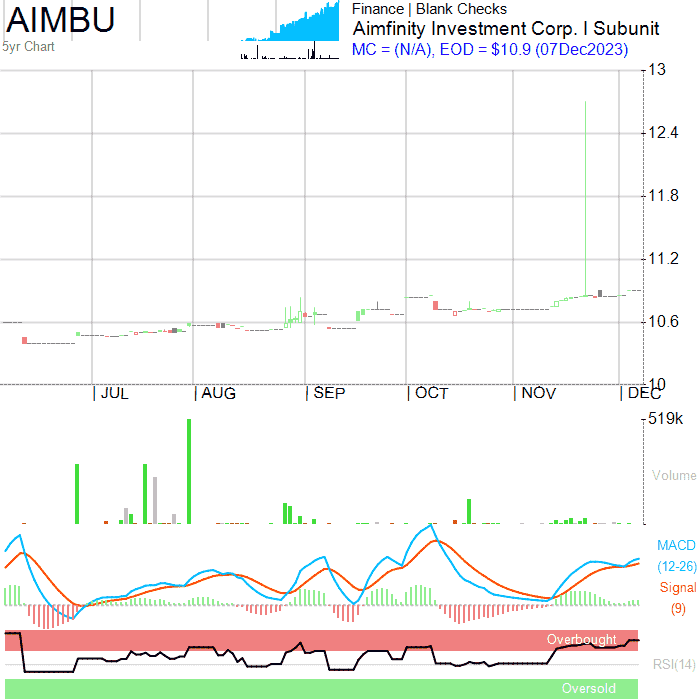 AIMBU
5yr Chart
Finance | Blank Checks
Aimfinity Investment Corp. I Subunit
MC = (N/A), EOD = $10.9 (07Dec2023)
13
12.4
11.8
11.2
10.6
10
JUL
AUG
SEP
OCT
NOV
DEC
519k
Volume
MACD
(12-26)
Signal
(9)
Overbought
RSI(14)
Oversold